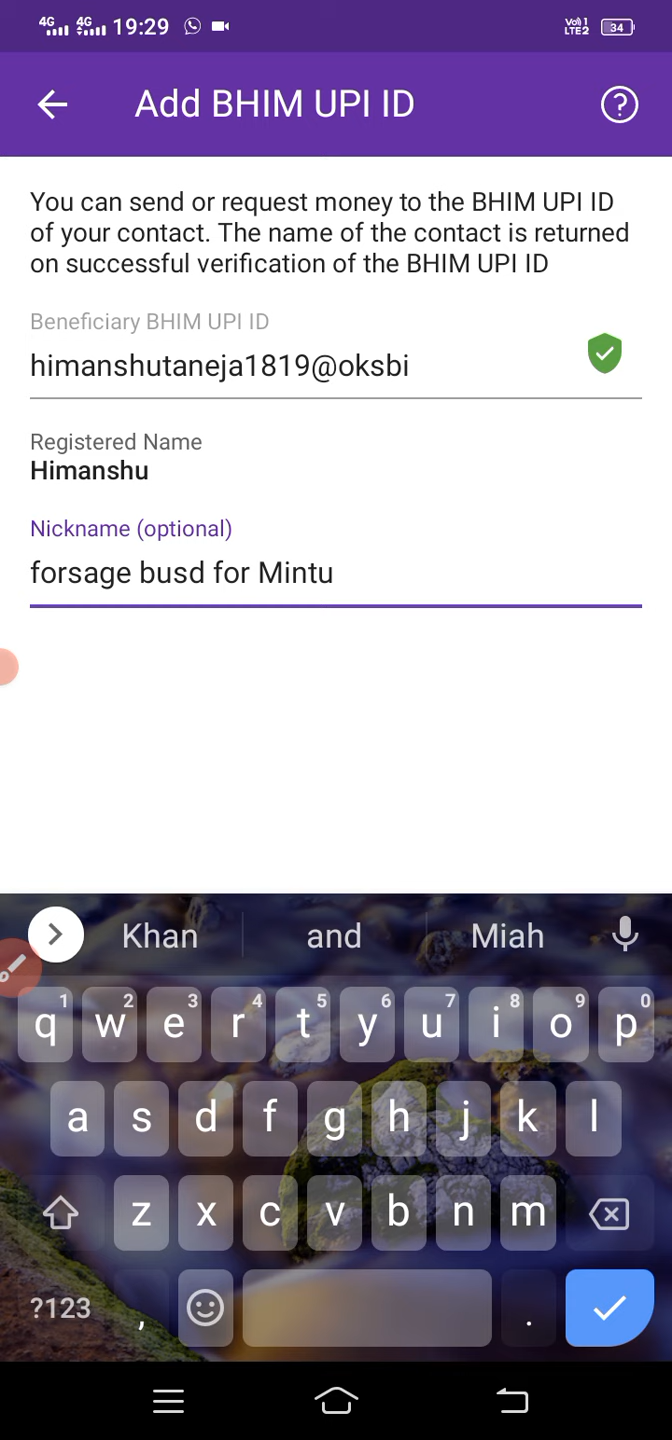 4G 4G 19:29 Vo)) 1 LTE2 34
Add BHIM UPI ID
You can send or request money to the BHIM UPI ID
of your contact. The name of the contact is returned
on successful verification of the BHIM UPI ID
Beneficiary BHIM UPI ID
himanshutaneja1819@oksbi
Registered Name
Himanshu
Nickname (optional)
forsage busd for Mintu
Khan and Miah
1 2 3 4 5 6 7 8 9 0
q w e r t y u i o p
a s d f g h j k l
z x c v b n m
?123 , .